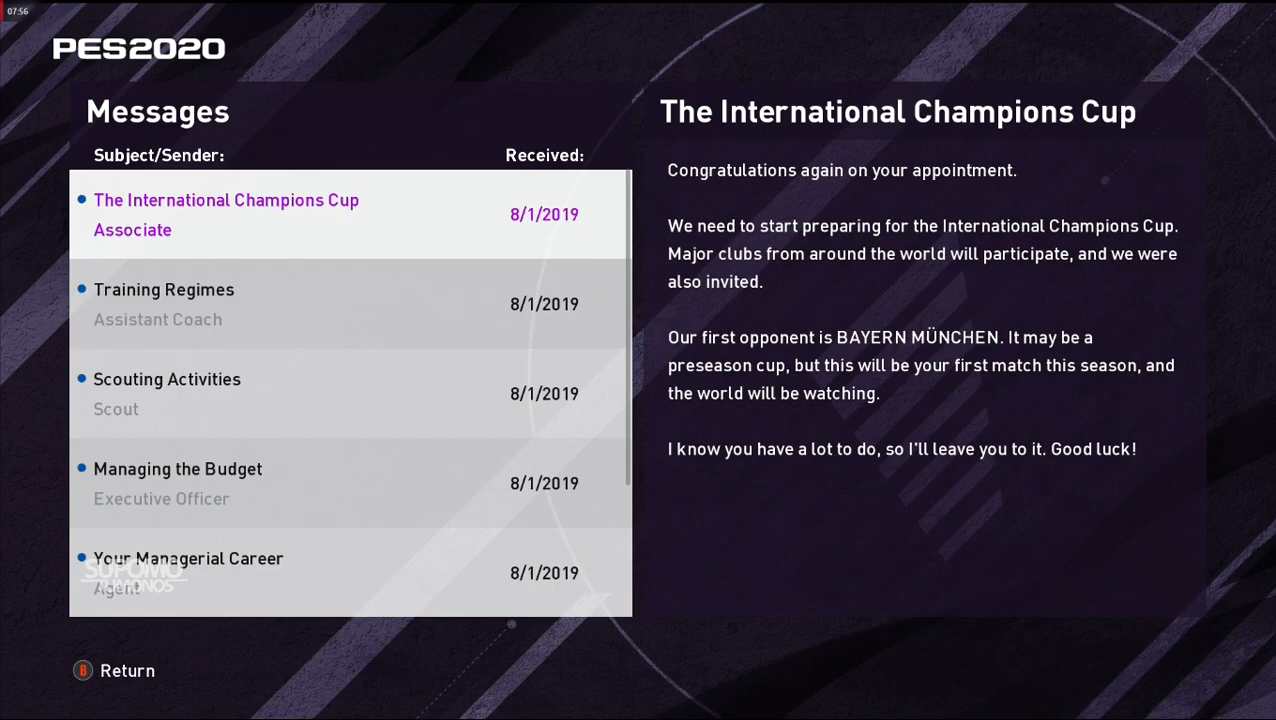 07:56
PES2020
Messages
Subject/Sender:
Received:
The International Champions Cup
Associate
8/1/2019
Training Regimes
Assistant Coach
8/1/2019
Scouting Activities
Scout
8/1/2019
Managing the Budget
Executive Officer
8/1/2019
Your Managerial Career
Agent
8/1/2019
SUPOMO
THMONOS
The International Champions Cup
Congratulations again on your appointment.
We need to start preparing for the International Champions Cup.
Major clubs from around the world will participate, and we were
also invited.
Our first opponent is BAYERN MÜNCHEN. It may be a
preseason cup, but this will be your first match this season, and
the world will be watching.
I know you have a lot to do, so I'll leave you to it. Good luck!
B Return